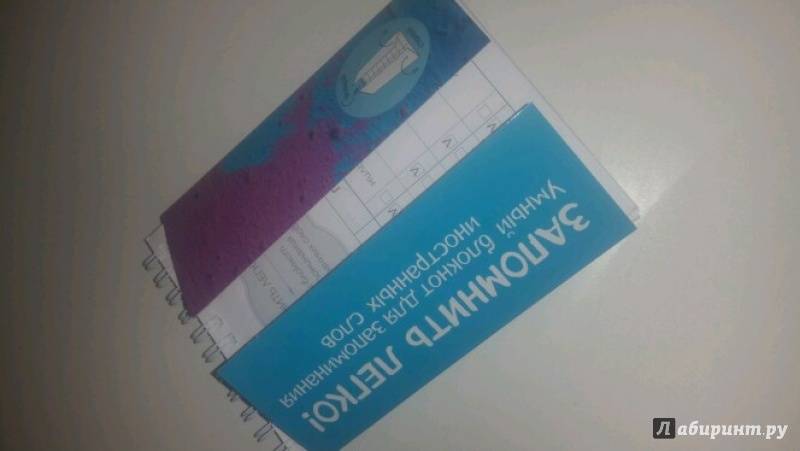 ЗАПОМНИТЬ ЛЕГКО!
Умный блокнот для запоминания
иностранных слов
Лабиринт.ру